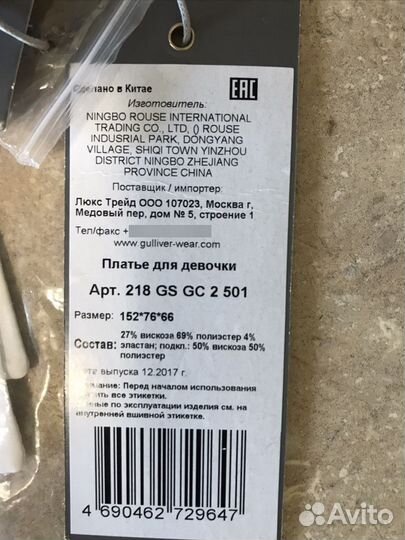 Сделано в Китае
EAC
Изготовитель:
NINGBO ROUSE INTERNATIONAL
TRADING CO., LTD, () ROUSE
INDUSRIAL PARK, DONGYANG
VILLAGE, SHIQI TOWN YINZHOU
DISTRICT NINGBO ZHEJIANG
PROVINCE CHINA
Поставщик / импортер:
Люкс Трейд ООО 107023, Москва г,
Медовый пер, дом № 5, строение 1
Тел/факс +
www.gulliver-wear.com
Платье для девочки
Арт. 218 GS GC 2 501
Размер: 152*76*66
Состав: 27% вискоза 69% полиэстер 4%
эластан; подкл.: 50% вискоза 50%
полиэстер
выпуска 12.2017 г.
Перед началом использования
все этикетки.
по эксплуатации изделия см. на
внутренней вшивной этикетке.
4 690462 729647
Avito